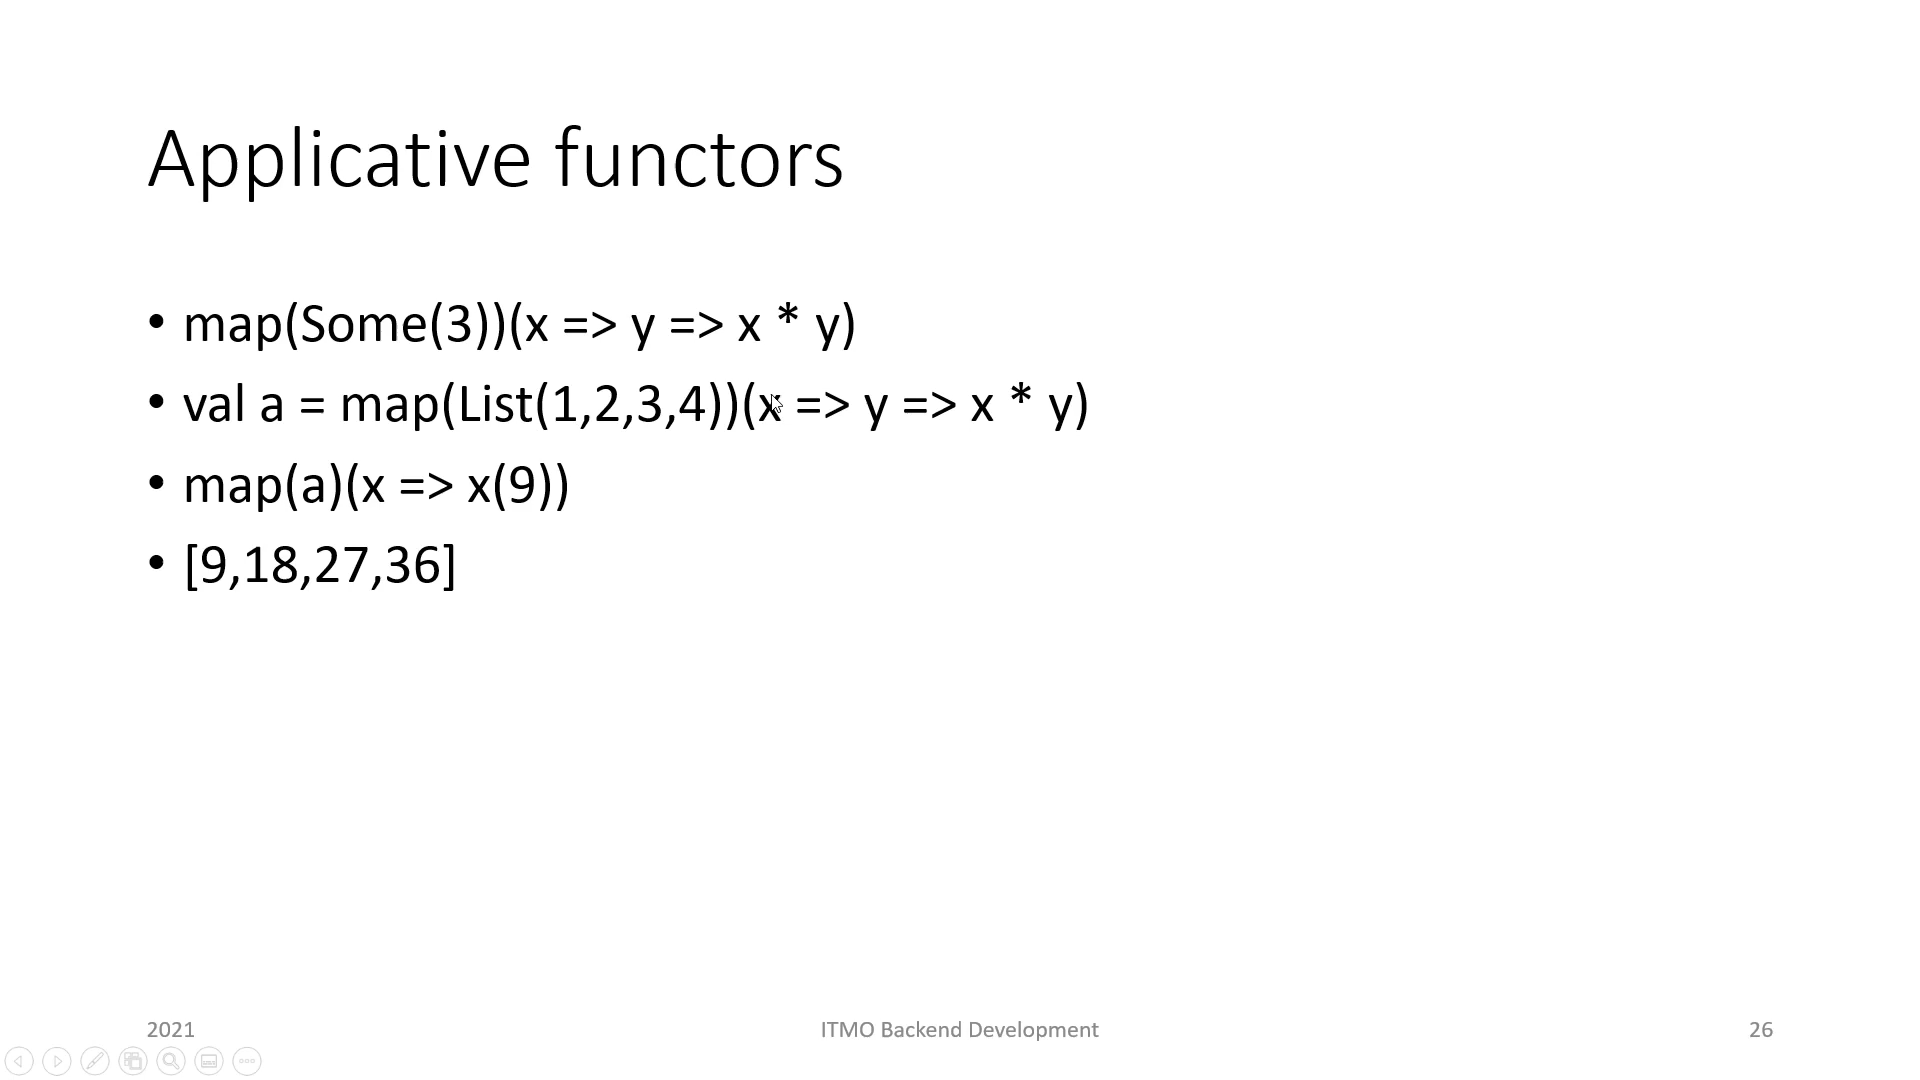 Applicative functors
• map(Some(3))(x => y => x * y)
• val a = map(List(1,2,3,4))(x => y => x * y)
• map(a)(x => x(9))
• [9,18,27,36]
2021
ITMO Backend Development
26